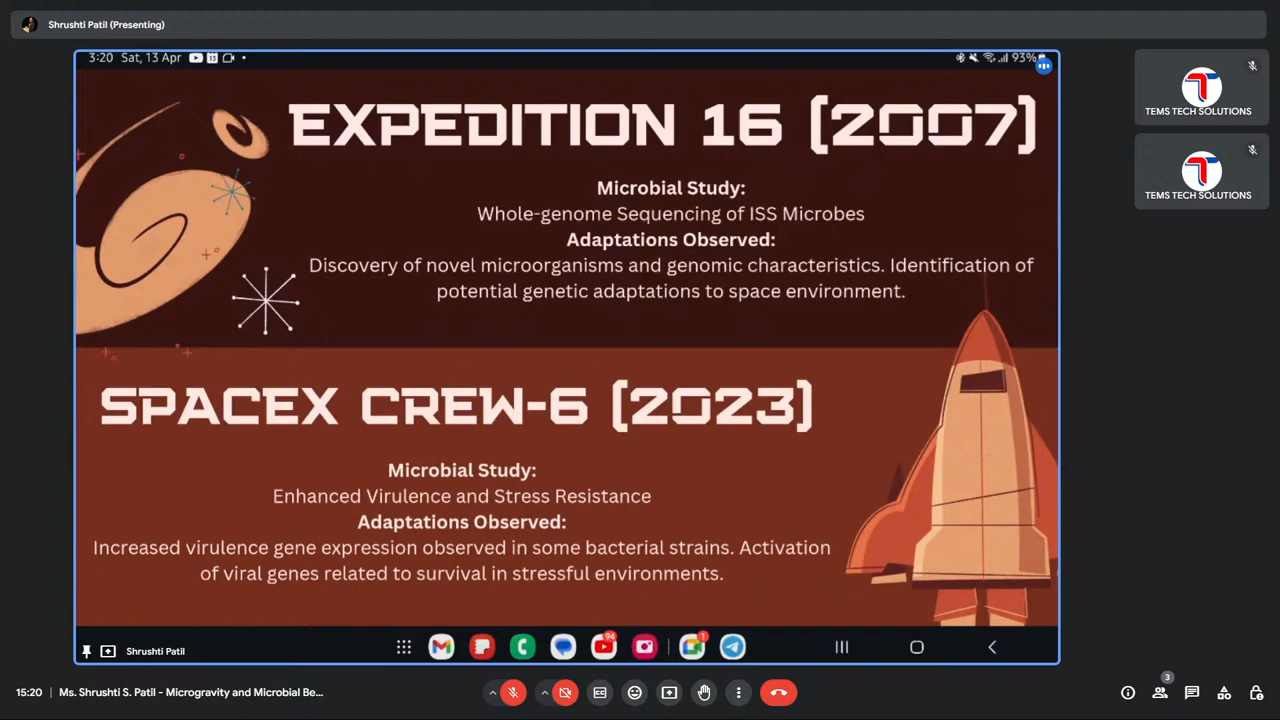 Shrushti Patil (Presenting)
3:20 Sat, 13 Apr
93%
EXPEDITION 16 (2007)
Microbial Study:
Whole-genome Sequencing of ISS Microbes
Adaptations Observed:
Discovery of novel microorganisms and genomic characteristics. Identification of
potential genetic adaptations to space environment.
SPACEX CREW-6 (2023)
Microbial Study:
Enhanced Virulence and Stress Resistance
Adaptations Observed:
Increased virulence gene expression observed in some bacterial strains. Activation
of viral genes related to survival in stressful environments.
TEMS TECH SOLUTIONS
TEMS TECH SOLUTIONS
94
1
Shrushti Patil
15:20 Ms. Shrushti S. Patil - Microgravity and Microbial Be...
3